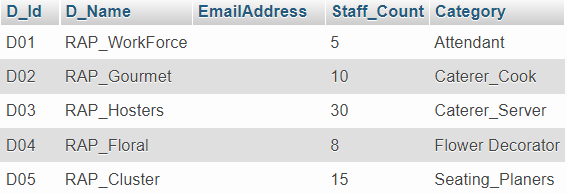 D_Id D_Name EmailAddress Staff_Count Category
D01 RAP_WorkForce 5 Attendant
D02 RAP_Gourmet 10 Caterer_Cook
D03 RAP_Hosters 30 Caterer_Server
D04 RAP_Floral 8 Flower Decorator
D05 RAP_Cluster 15 Seating_Planers